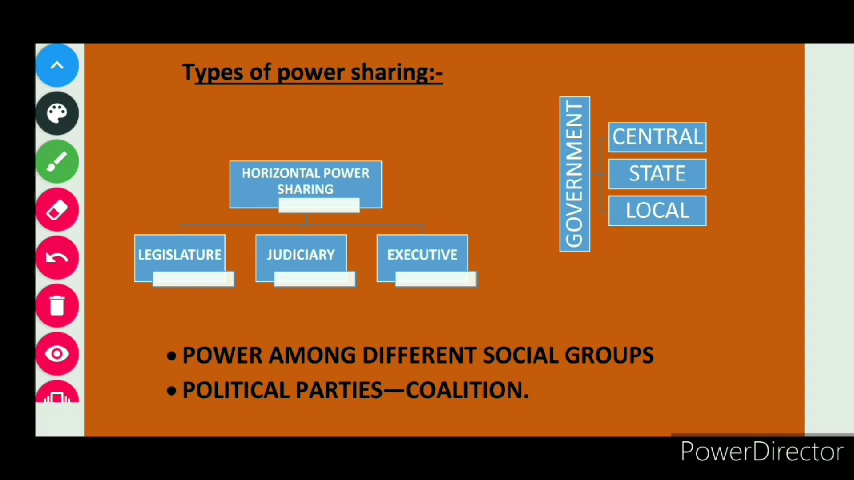 Types of power sharing:-
HORIZONTAL POWER
SHARING
LEGISLATURE
JUDICIARY
EXECUTIVE
GOVERNMENT
CENTRAL
STATE
LOCAL
• POWER AMONG DIFFERENT SOCIAL GROUPS
• POLITICAL PARTIES—COALITION.
PowerDirector